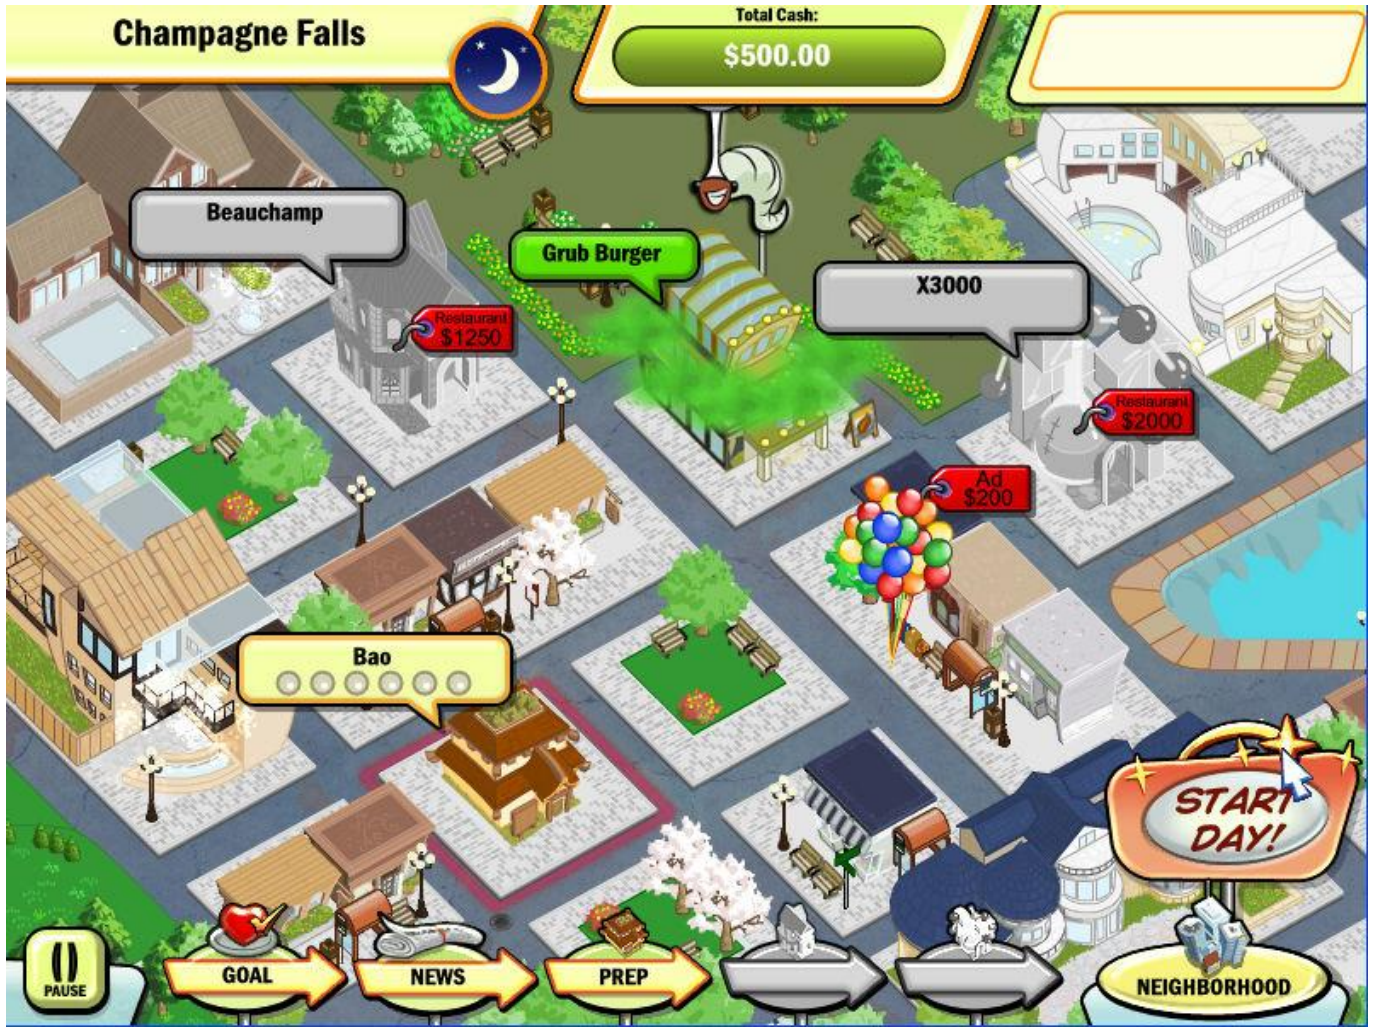 Champagne Falls
Total Cash:
$500.00
Beauchamp
Grub Burger
X3000
Restaurant
$1250
Restaurant
$2000
Ad
$200
Bao
START
DAY!
PAUSE
GOAL
NEWS
PREP
NEIGHBORHOOD